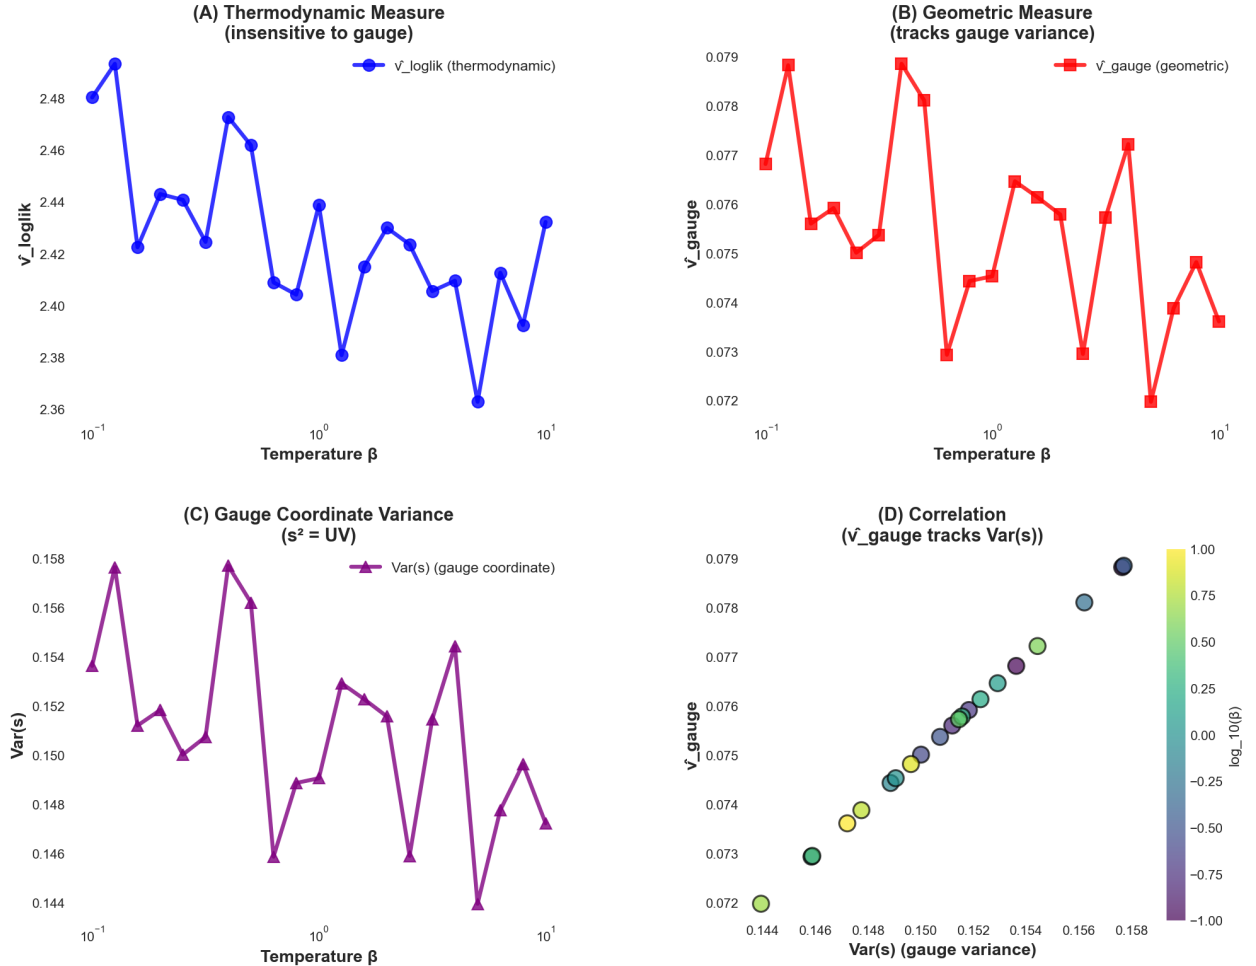 (A) Thermodynamic Measure
(insensitive to gauge)
ν̂_loglik (thermodynamic)
2.48
2.46
2.44
2.42
2.40
2.38
2.36
ν̂_loglik
10⁻¹ 10⁰ 10¹
Temperature β
(B) Geometric Measure
(tracks gauge variance)
ν̂_gauge (geometric)
0.079
0.078
0.077
0.076
0.075
0.074
0.073
0.072
ν̂_gauge
10⁻¹ 10⁰ 10¹
Temperature β
(C) Gauge Coordinate Variance
(s² = UV)
Var(s) (gauge coordinate)
0.158
0.156
0.154
0.152
0.150
0.148
0.146
0.144
Var(s)
10⁻¹ 10⁰ 10¹
Temperature β
(D) Correlation
(ν̂_gauge tracks Var(s))
0.079
0.078
0.077
0.076
0.075
0.074
0.073
0.072
ν̂_gauge
0.144 0.146 0.148 0.150 0.152 0.154 0.156 0.158
Var(s) (gauge variance)
1.00
0.75
0.50
0.25
0.00
−0.25
−0.50
−0.75
−1.00
log_10(β)